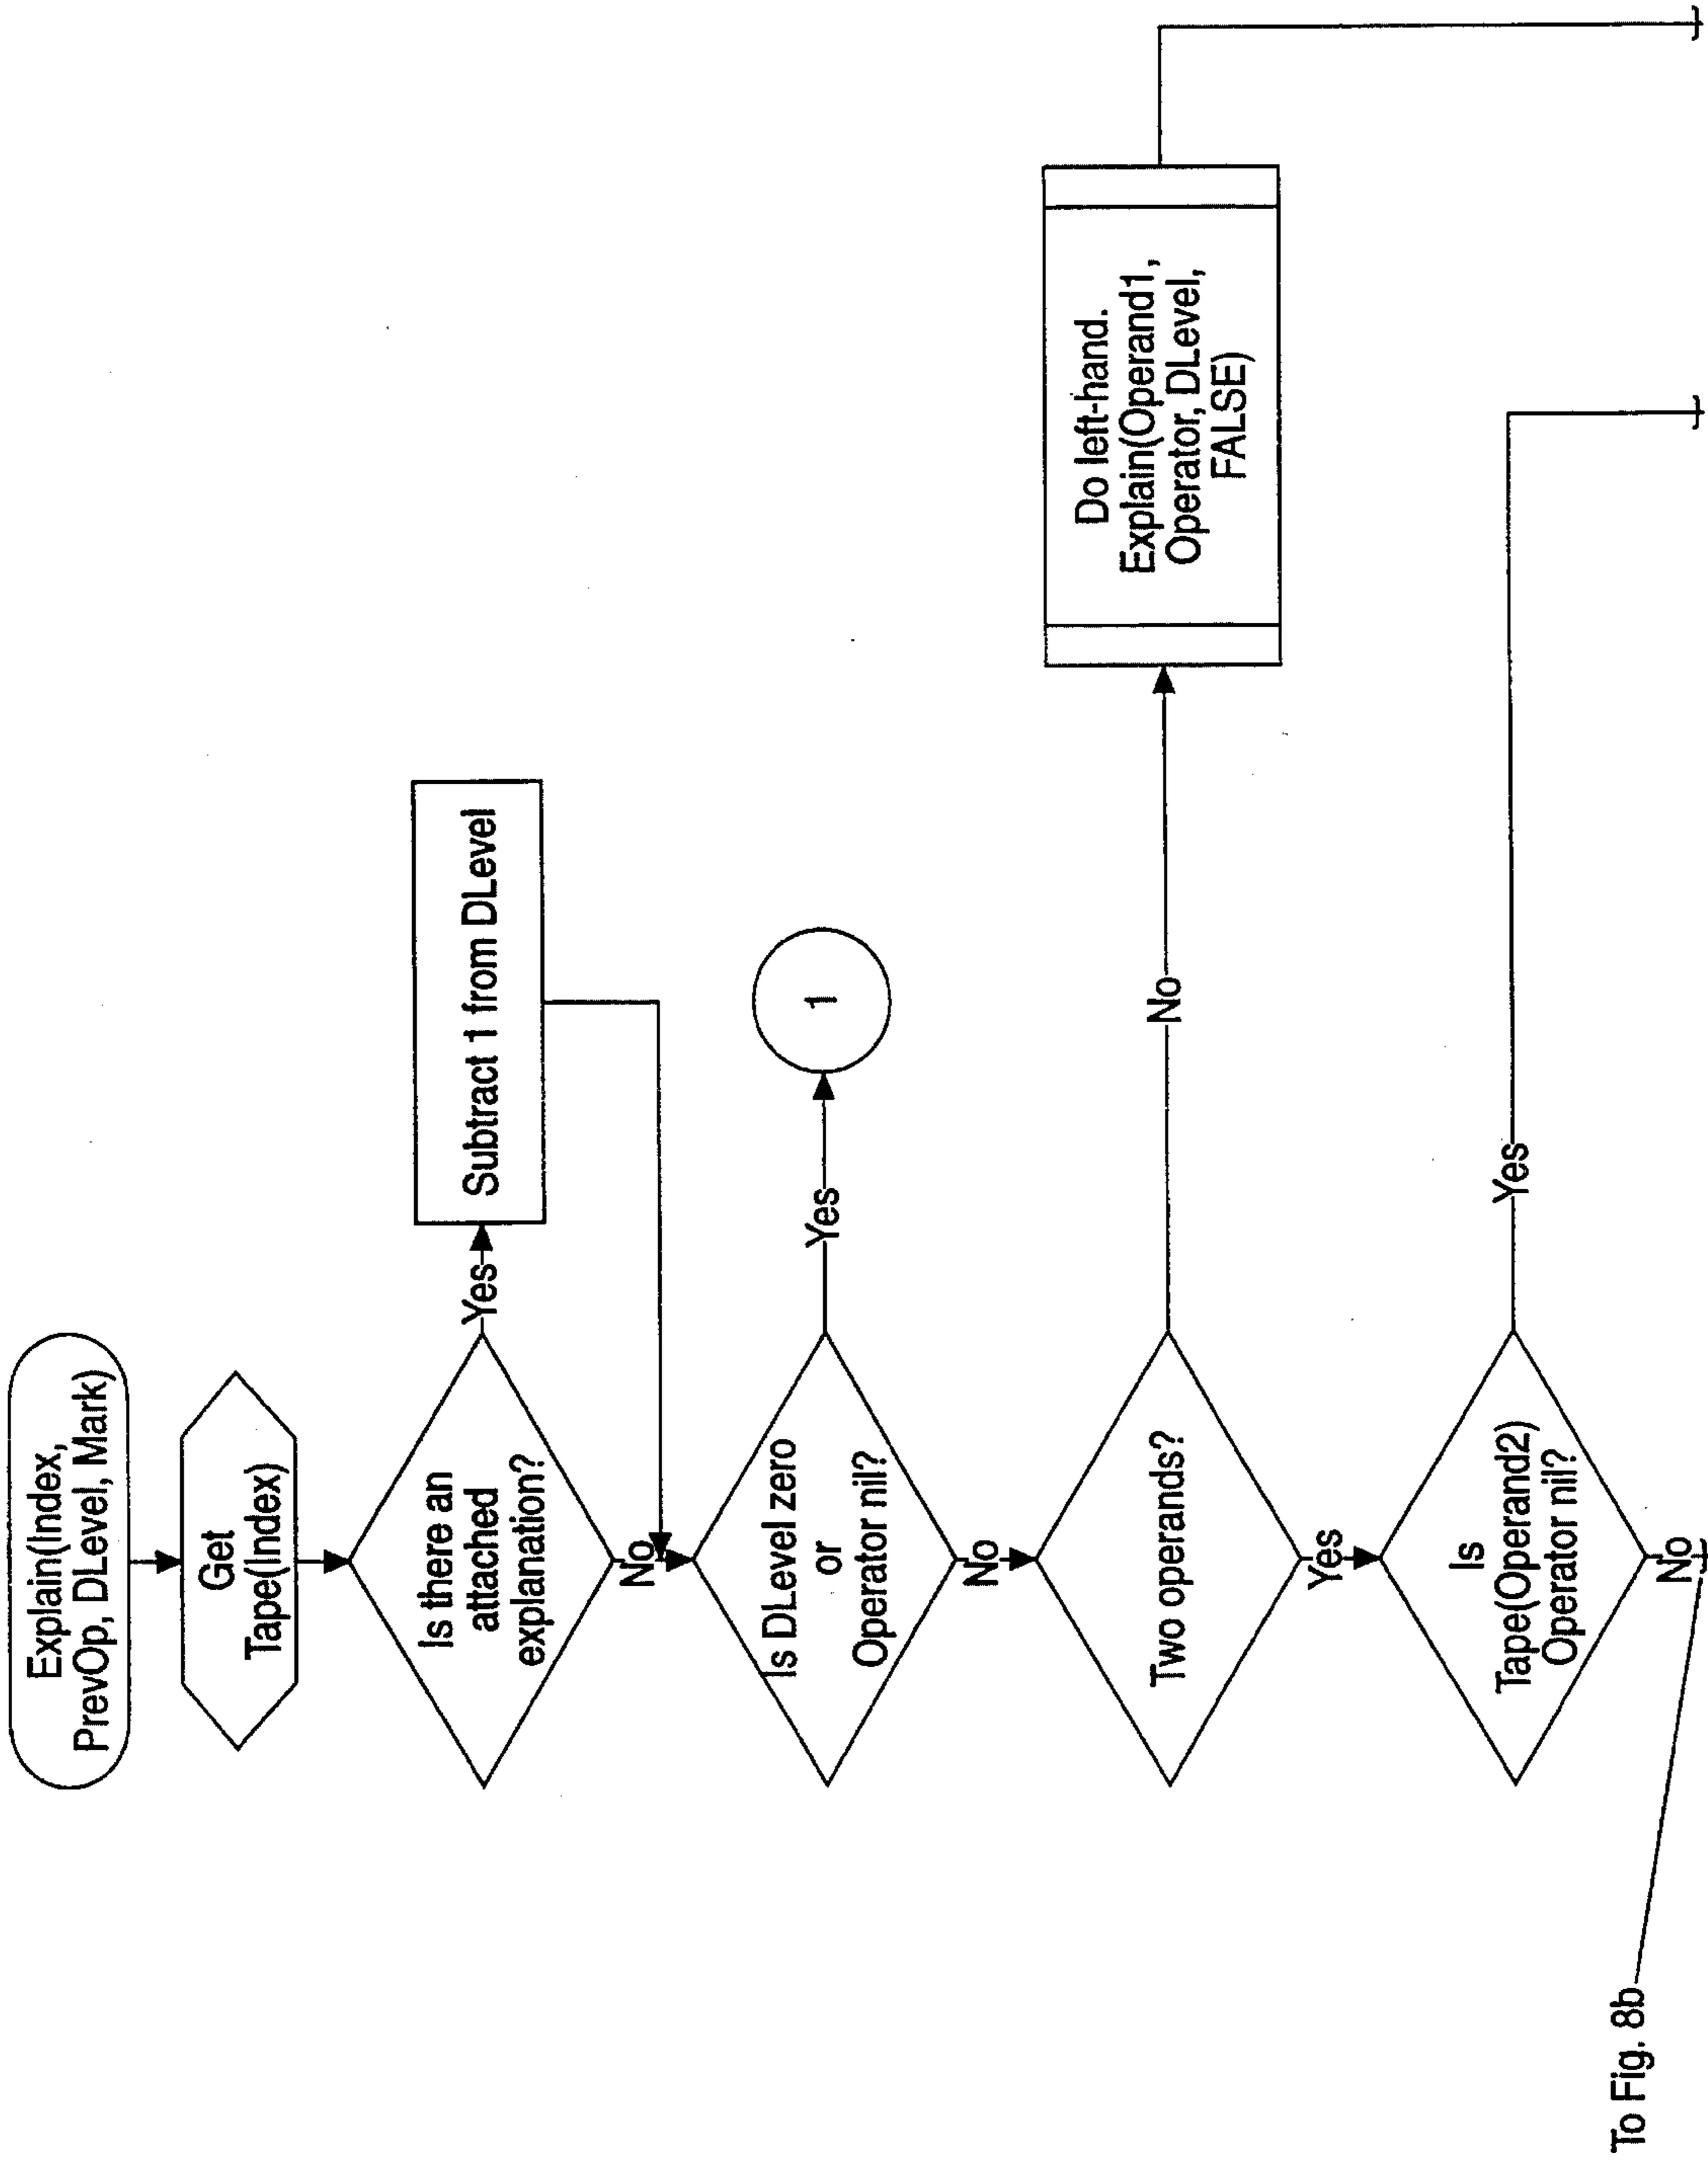 Explain(Index,
PrevOp, DLevel, Mark)
Get
Tape(Index)
Is there an
attached
explanation?
Yes
Subtract 1 from DLevel
No
Is DLevel zero
or
Operator nil?
Yes
1
No
Two operands?
No
Do left-hand.
Explain(Operand1,
Operator, DLevel,
FALSE)
Yes
Is
Tape(Operand2)
Operator nil?
Yes
No
To Fig. 8b